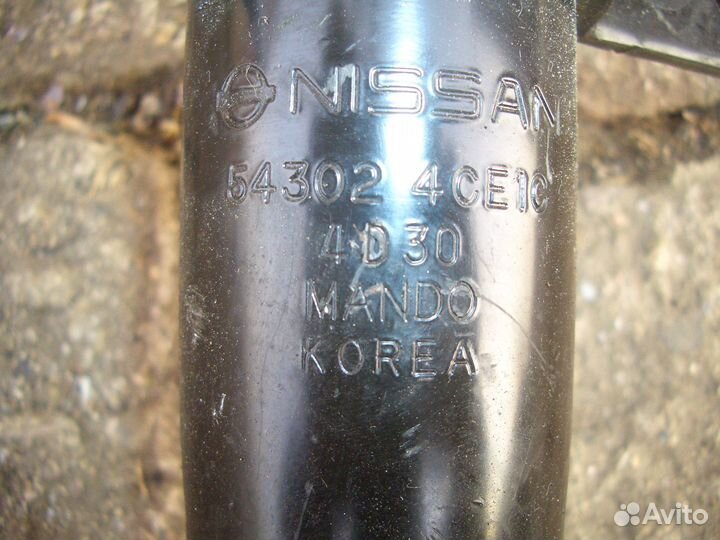 NISSAN
54302 4CE1C
4D30
MANDO
KOREA
Avito